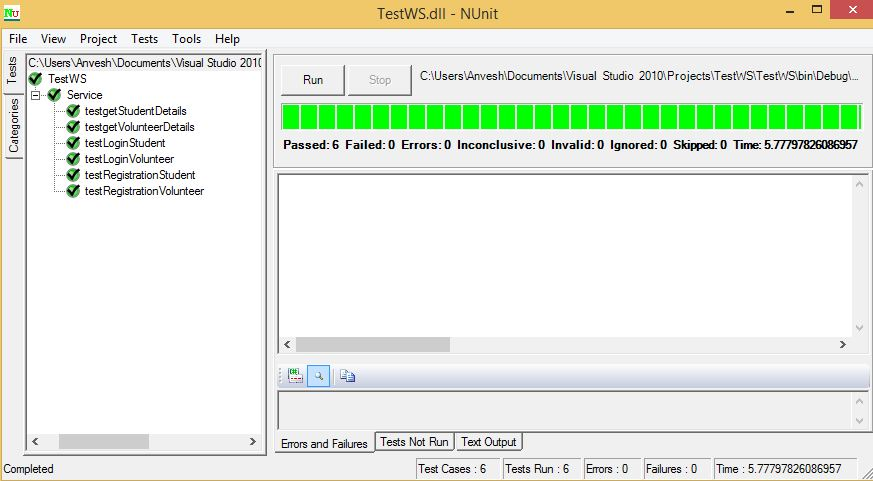 NU
TestWS.dll - NUnit
File View Project Tests Tools Help
Tests
Categories
C:\Users\Anvesh\Documents\Visual Studio 2010
TestWS
Service
testgetStudentDetails
testgetVolunteerDetails
testLoginStudent
testLoginVolunteer
testRegistrationStudent
testRegistrationVolunteer
Run
Stop
C:\Users\Anvesh\Documents\Visual Studio 2010\Projects\TestWS\TestWS\bin\Debug\...
Passed: 6 Failed: 0 Errors: 0 Inconclusive: 0 Invalid: 0 Ignored: 0 Skipped: 0 Time: 5.77797826086957
Errors and Failures
Tests Not Run
Text Output
Completed
Test Cases : 6
Tests Run : 6
Errors : 0
Failures : 0
Time : 5.77797826086957